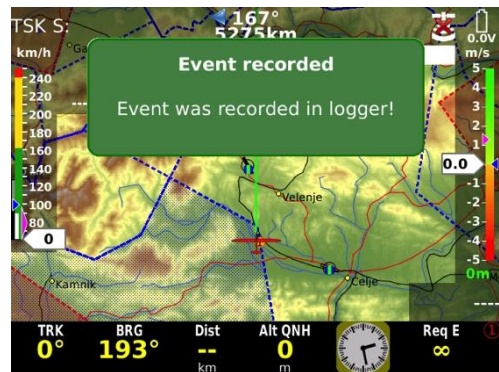 TSK S:
167°
5275km
0.0V
km/h
m/s
Event recorded
Event was recorded in logger!
240
220
200
180
160
140
120
100
80
0
5
4
3
2
1
0.0
-1
-2
-3
-4
-5
0m
Velenje
Kamnik
Celje
TRK
BRG
Dist
Alt QNH
Req E
1
0°
193°
--
0
∞
km
m